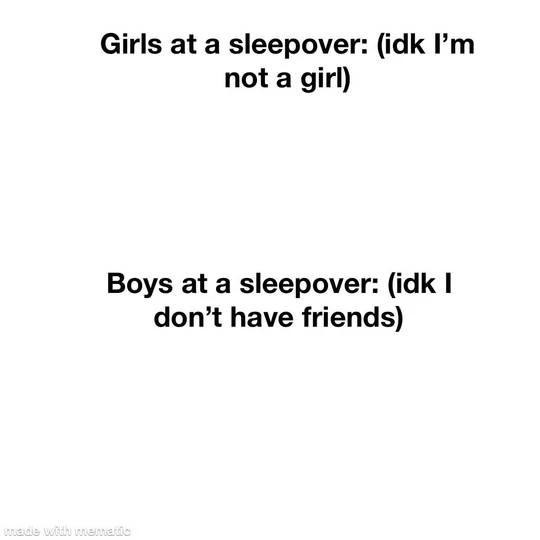 Girls at a sleepover: (idk I’m
not a girl)
Boys at a sleepover: (idk I
don’t have friends)
made with mematic